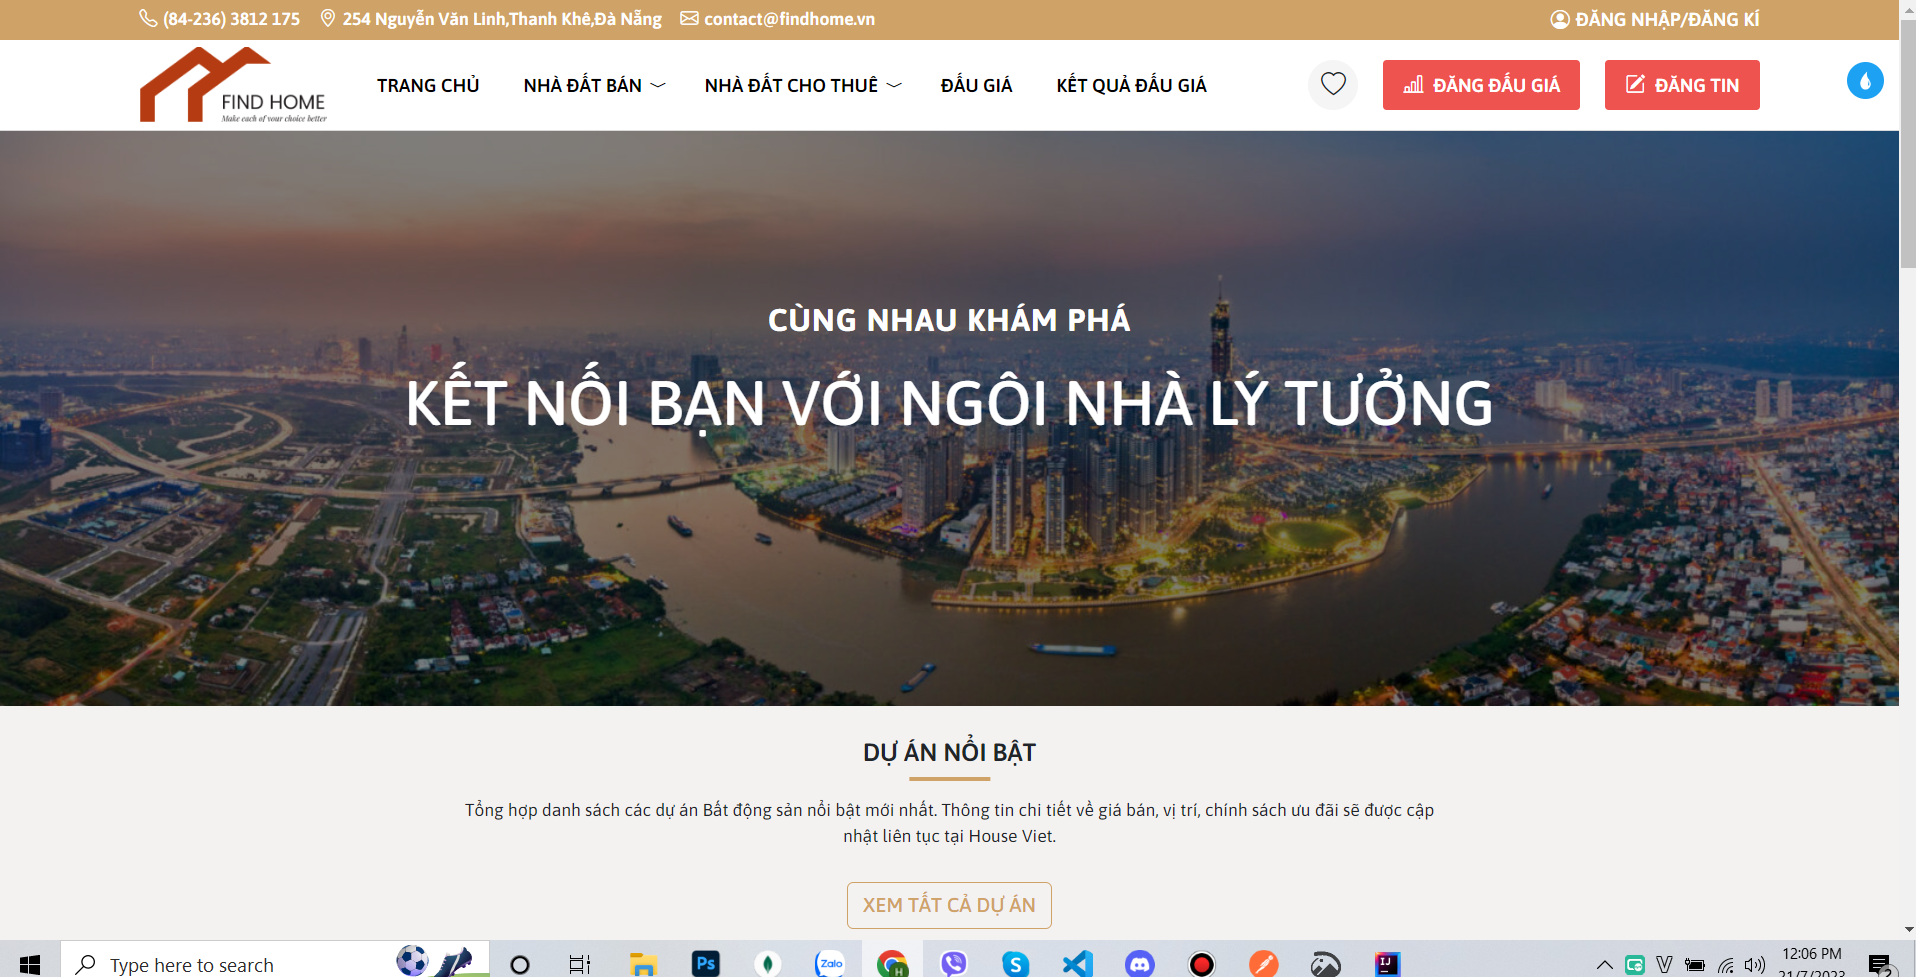 (84-236) 3812 175 254 Nguyễn Văn Linh,Thanh Khê,Đà Nẵng contact@findhome.vn ĐĂNG NHẬP/ĐĂNG KÍ
FIND HOME
Make each of your choice better
TRANG CHỦ NHÀ ĐẤT BÁN NHÀ ĐẤT CHO THUÊ ĐẤU GIÁ KẾT QUẢ ĐẤU GIÁ ĐĂNG ĐẤU GIÁ ĐĂNG TIN
CÙNG NHAU KHÁM PHÁ
KẾT NỐI BẠN VỚI NGÔI NHÀ LÝ TƯỞNG
DỰ ÁN NỔI BẬT
Tổng hợp danh sách các dự án Bất động sản nổi bật mới nhất. Thông tin chi tiết về giá bán, vị trí, chính sách ưu đãi sẽ được cập
nhật liên tục tại House Viet.
XEM TẤT CẢ DỰ ÁN
Type here to search
Ps
Zalo
H
S
IJ
12:06 PM
21/7/2023
2